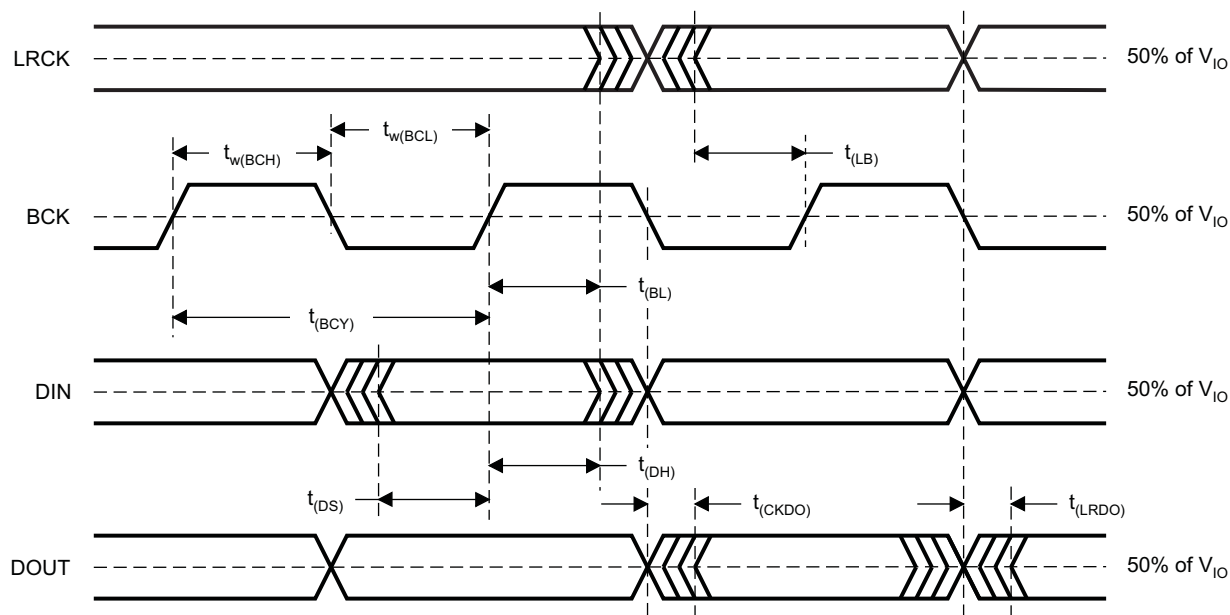 LRCK
50% of V_IO
t_w(BCL)
t_w(BCH)
t_(LB)
BCK
50% of V_IO
t_(BL)
t_(BCY)
DIN
50% of V_IO
t_(DH)
t_(DS)
t_(CKDO)
t_(LRDO)
DOUT
50% of V_IO